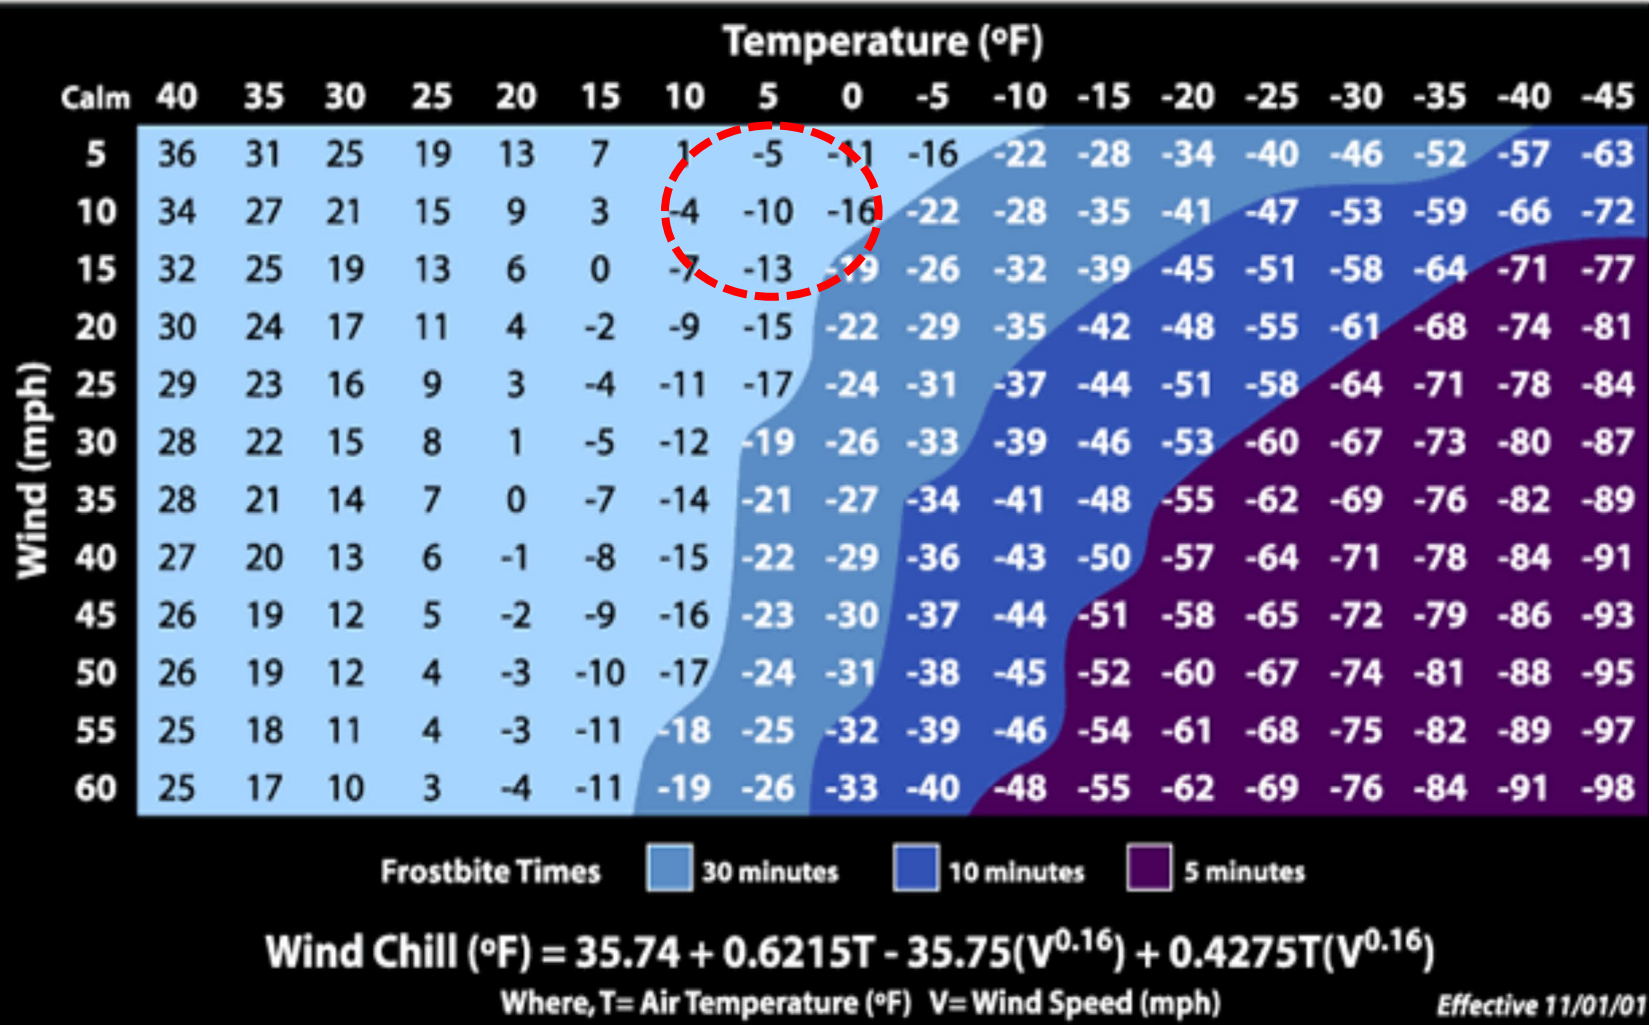 Temperature (ºF)
Calm 40 35 30 25 20 15 10 5 0 -5 -10 -15 -20 -25 -30 -35 -40 -45
Wind (mph)
5 36 31 25 19 13 7 1 -5 -11 -16 -22 -28 -34 -40 -46 -52 -57 -63
10 34 27 21 15 9 3 -4 -10 -16 -22 -28 -35 -41 -47 -53 -59 -66 -72
15 32 25 19 13 6 0 -7 -13 -19 -26 -32 -39 -45 -51 -58 -64 -71 -77
20 30 24 17 11 4 -2 -9 -15 -22 -29 -35 -42 -48 -55 -61 -68 -74 -81
25 29 23 16 9 3 -4 -11 -17 -24 -31 -37 -44 -51 -58 -64 -71 -78 -84
30 28 22 15 8 1 -5 -12 -19 -26 -33 -39 -46 -53 -60 -67 -73 -80 -87
35 28 21 14 7 0 -7 -14 -21 -27 -34 -41 -48 -55 -62 -69 -76 -82 -89
40 27 20 13 6 -1 -8 -15 -22 -29 -36 -43 -50 -57 -64 -71 -78 -84 -91
45 26 19 12 5 -2 -9 -16 -23 -30 -37 -44 -51 -58 -65 -72 -79 -86 -93
50 26 19 12 4 -3 -10 -17 -24 -31 -38 -45 -52 -60 -67 -74 -81 -88 -95
55 25 18 11 4 -3 -11 -18 -25 -32 -39 -46 -54 -61 -68 -75 -82 -89 -97
60 25 17 10 3 -4 -11 -19 -26 -33 -40 -48 -55 -62 -69 -76 -84 -91 -98
Frostbite Times 30 minutes 10 minutes 5 minutes
Wind Chill (ºF) = 35.74 + 0.6215T - 35.75(V^0.16) + 0.4275T(V^0.16)
Where, T= Air Temperature (ºF) V= Wind Speed (mph)
Effective 11/01/01